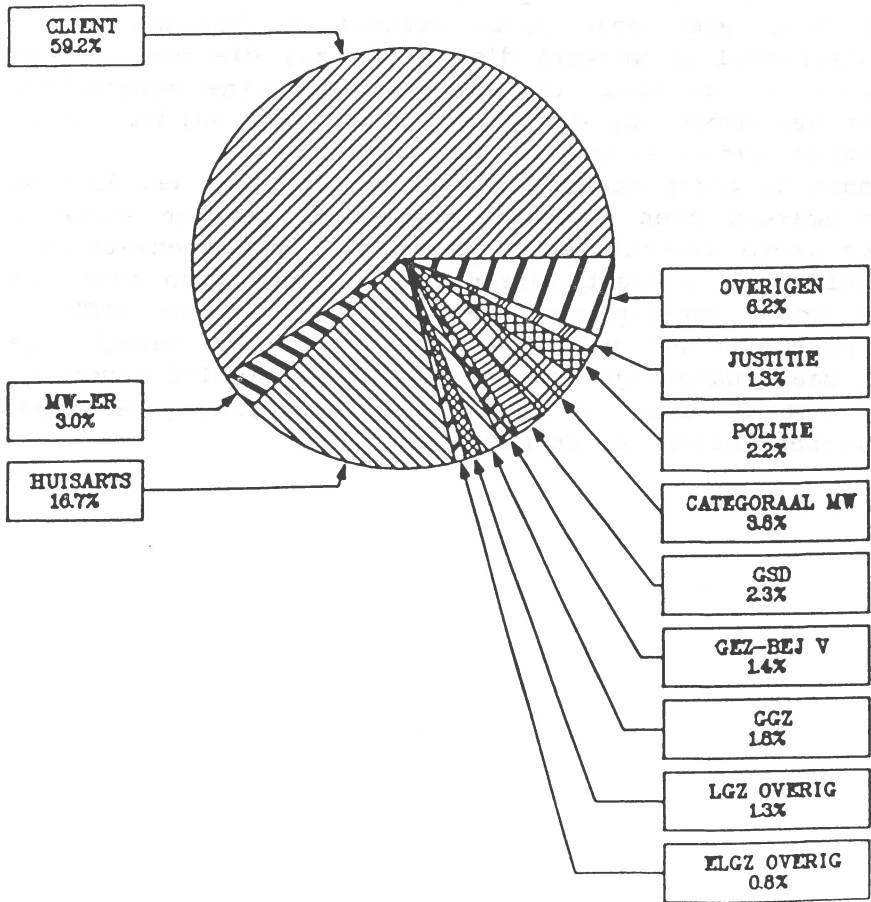 CLIENT
59.2%
MW-ER
3.0%
HUISARTS
16.7%
OVERIGEN
6.2%
JUSTITIE
1.3%
POLITIE
2.2%
CATEGORAAL MW
3.8%
GSD
2.3%
GEZ-BEJ V
1.4%
GGZ
1.8%
LGZ OVERIG
1.3%
ELGZ OVERIG
0.8%